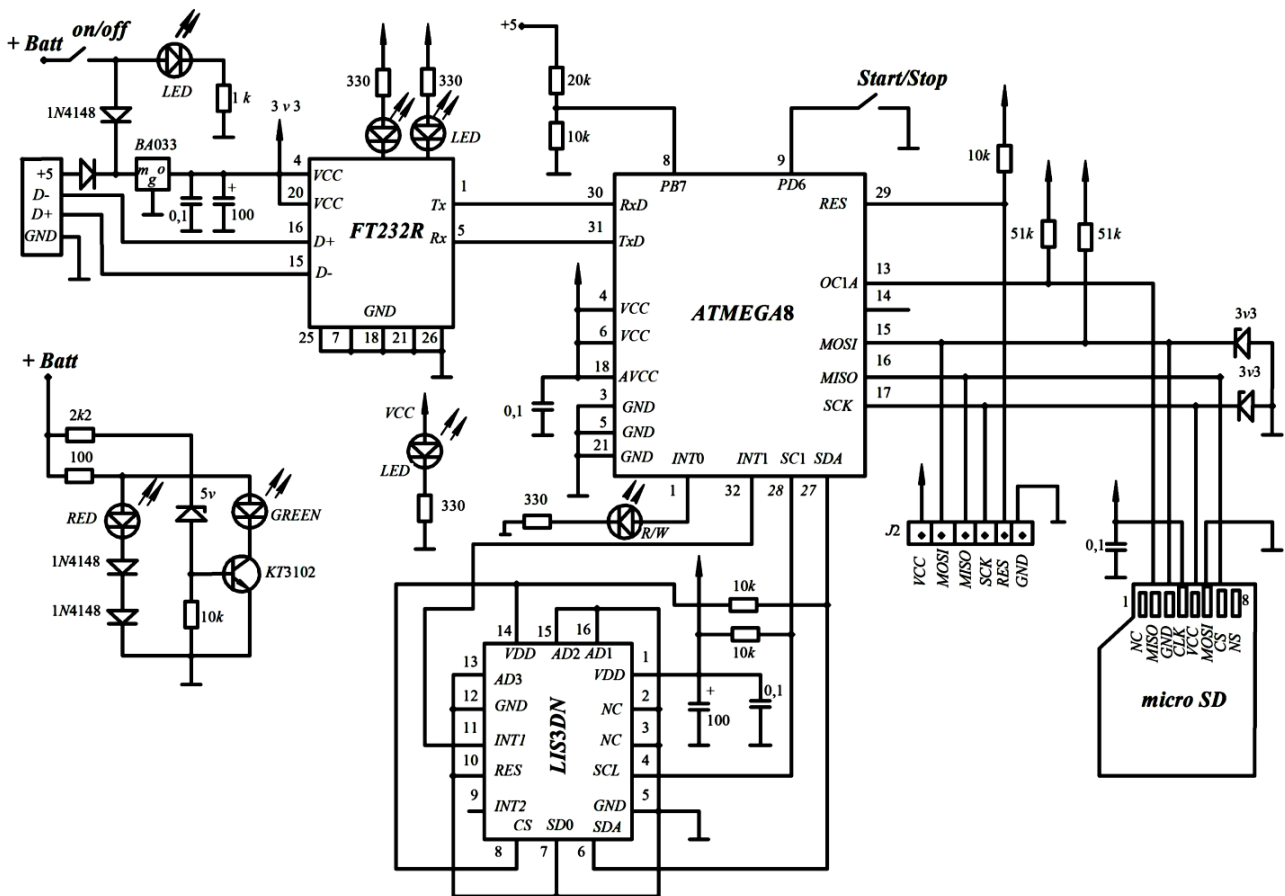 + Batt
on/off
LED
1 k
1N4148
BA033
m g o
+5
D-
D+
GND
0,1
+
100
3 v 3
330
330
LED
4
VCC
20
VCC
16
D+
15
D-
FT232R
1
Tx
5
Rx
GND
25
7
18
21
26
+5
20k
10k
Start/Stop
8
PB7
9
PD6
30
RxD
31
TxD
4
VCC
6
VCC
18
AVCC
3
GND
5
GND
21
GND
0,1
ATMEGA8
RES
29
OC1A
13
14
MOSI
15
MISO
16
SCK
17
INT0
INT1
SC1
SDA
1
32
28
27
10k
51k
51k
3v3
3v3
+ Batt
2k2
100
RED
5v
GREEN
1N4148
1N4148
KT3102
10k
VCC
LED
330
330
R/W
J2
VCC
MOSI
MISO
SCK
RES
GND
0,1
1
8
NC
MISO
GND
CLK
VCC
MOSI
CS
NS
micro SD
10k
10k
14
15
16
VDD
AD2
AD1
13
AD3
12
GND
11
INT1
10
RES
9
INT2
LIS3DN
1
VDD
2
NC
3
NC
4
SCL
5
GND
CS
SD0
SDA
8
7
6
+
100
0,1